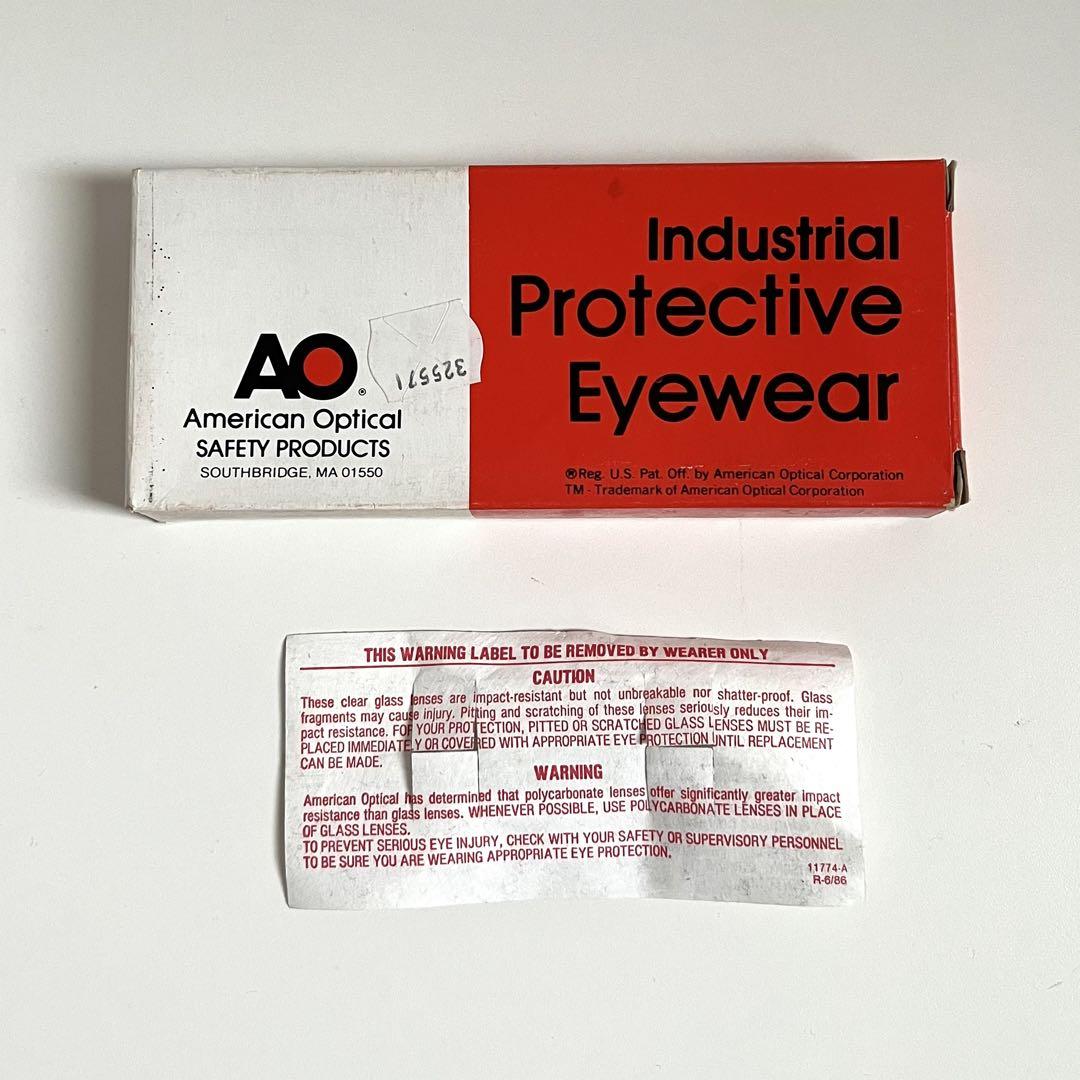 Industrial
Protective
Eyewear
AO®
American Optical
SAFETY PRODUCTS
SOUTHBRIDGE, MA 01550
325571
®Reg. U.S. Pat. Off. by American Optical Corporation
TM - Trademark of American Optical Corporation
THIS WARNING LABEL TO BE REMOVED BY WEARER ONLY
CAUTION
These clear glass lenses are impact-resistant but not unbreakable nor shatter-proof. Glass
fragments may cause injury. Pitting and scratching of these lenses seriously reduces their im-
pact resistance. FOR YOUR PROTECTION, PITTED OR SCRATCHED GLASS LENSES MUST BE RE-
PLACED IMMEDIATELY OR COVERED WITH APPROPRIATE EYE PROTECTION UNTIL REPLACEMENT
CAN BE MADE.
WARNING
American Optical has determined that polycarbonate lenses offer significantly greater impact
resistance than glass lenses. WHENEVER POSSIBLE, USE POLYCARBONATE LENSES IN PLACE
OF GLASS LENSES.
TO PREVENT SERIOUS EYE INJURY, CHECK WITH YOUR SAFETY OR SUPERVISORY PERSONNEL
TO BE SURE YOU ARE WEARING APPROPRIATE EYE PROTECTION.
11774-A
R-6/86